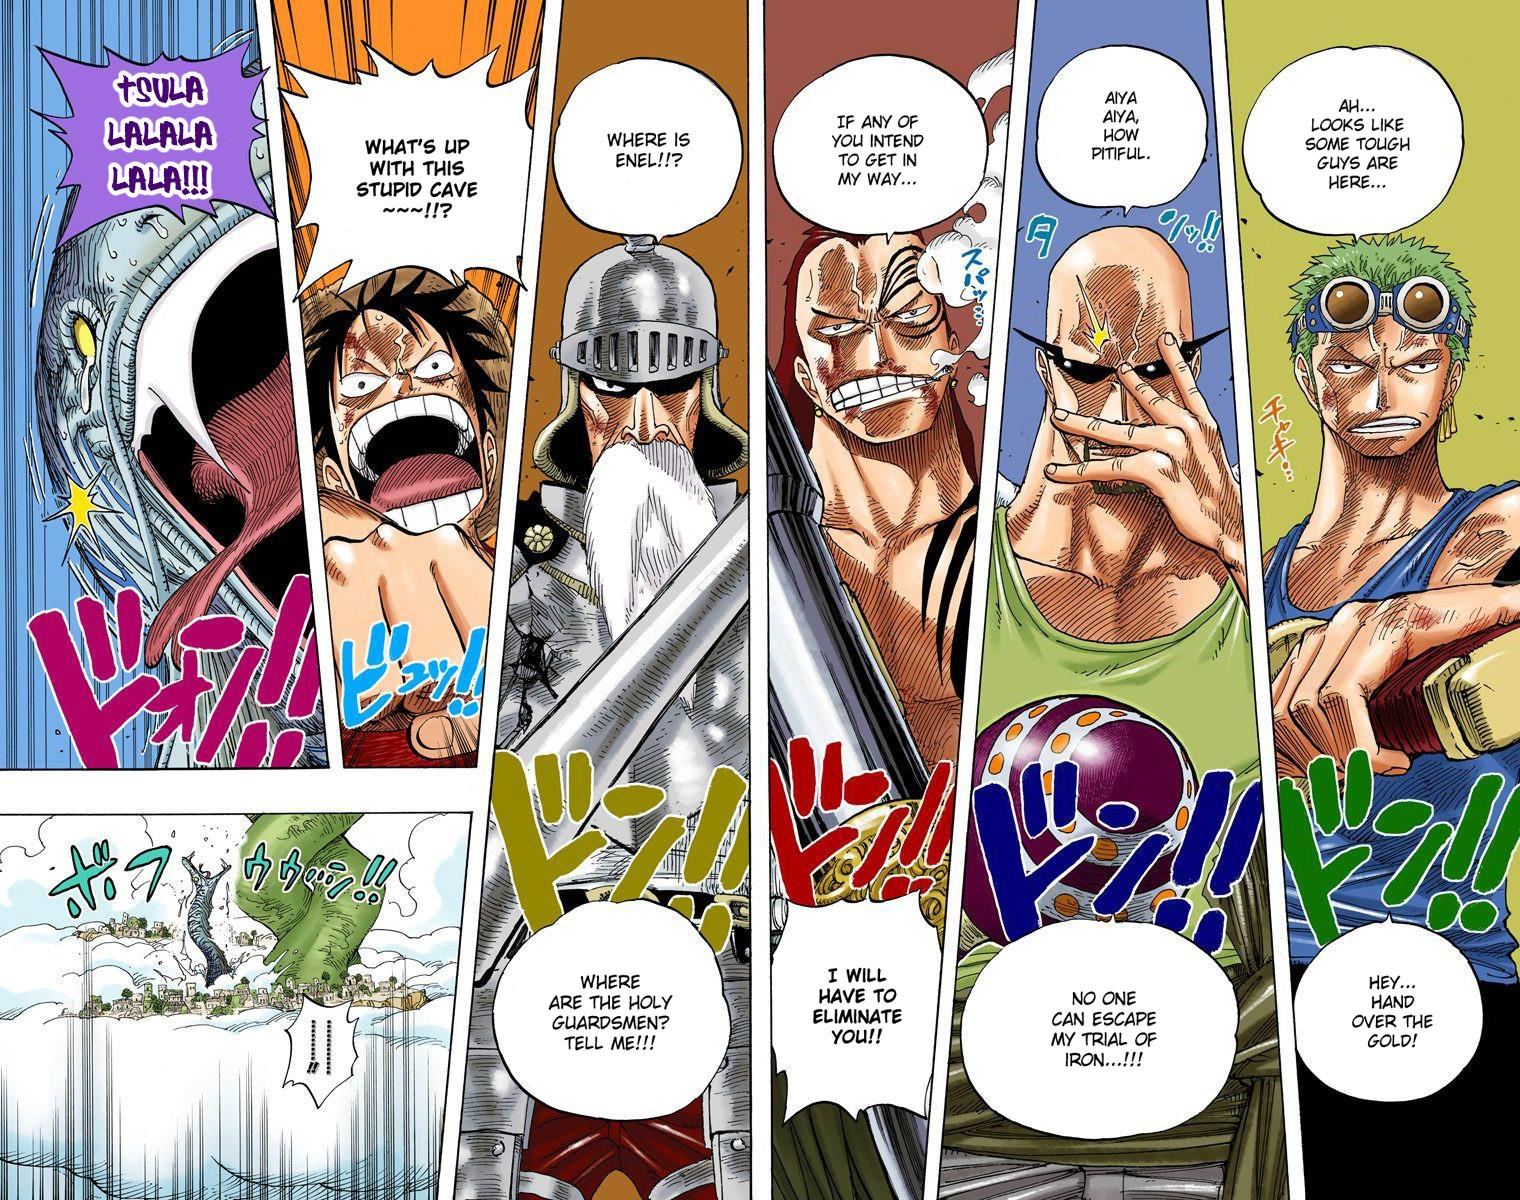 AH...
LOOKS LIKE
SOME TOUGH
GUYS ARE
HERE...
チャキ…
HEY...
HAND
OVER THE
GOLD!
ドン!!
AIYA
AIYA,
HOW
PITIFUL.
タ
リッ!!
NO ONE
CAN ESCAPE
MY TRIAL OF
IRON...!!!
ドン!!
IF ANY OF
YOU INTEND
TO GET IN
MY WAY...
スパッ…
I WILL
HAVE TO
ELIMINATE
YOU!!
ドン!!
WHERE IS
ENEL!!?
WHERE
ARE THE HOLY
GUARDSMEN?
TELL ME!!!
ドン!!
WHAT'S UP
WITH THIS
STUPID CAVE
~~~!!?
ビュッ!!
TSULA
LALALA
LALA!!!
ドォン!!
ウウ…ン!!
ボフ